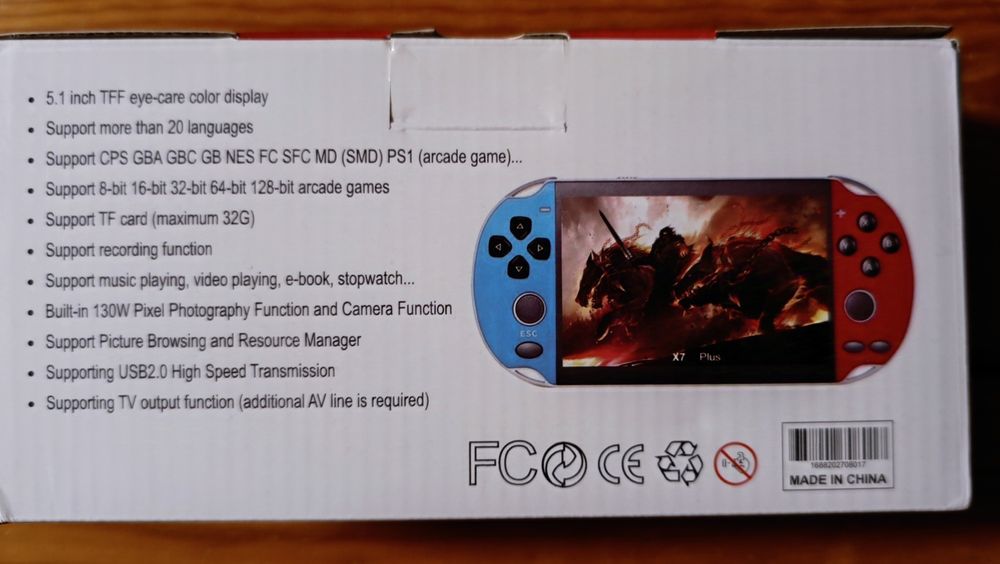 • 5.1 inch TFF eye-care color display
• Support more than 20 languages
• Support CPS GBA GBC GB NES FC SFC MD (SMD) PS1 (arcade game)...
• Support 8-bit 16-bit 32-bit 64-bit 128-bit arcade games
• Support TF card (maximum 32G)
• Support recording function
• Support music playing, video playing, e-book, stopwatch...
• Built-in 130W Pixel Photography Function and Camera Function
• Support Picture Browsing and Resource Manager
• Supporting USB2.0 High Speed Transmission
• Supporting TV output function (additional AV line is required)
ESC
X7 Plus
FC CE
1688202708017
MADE IN CHINA